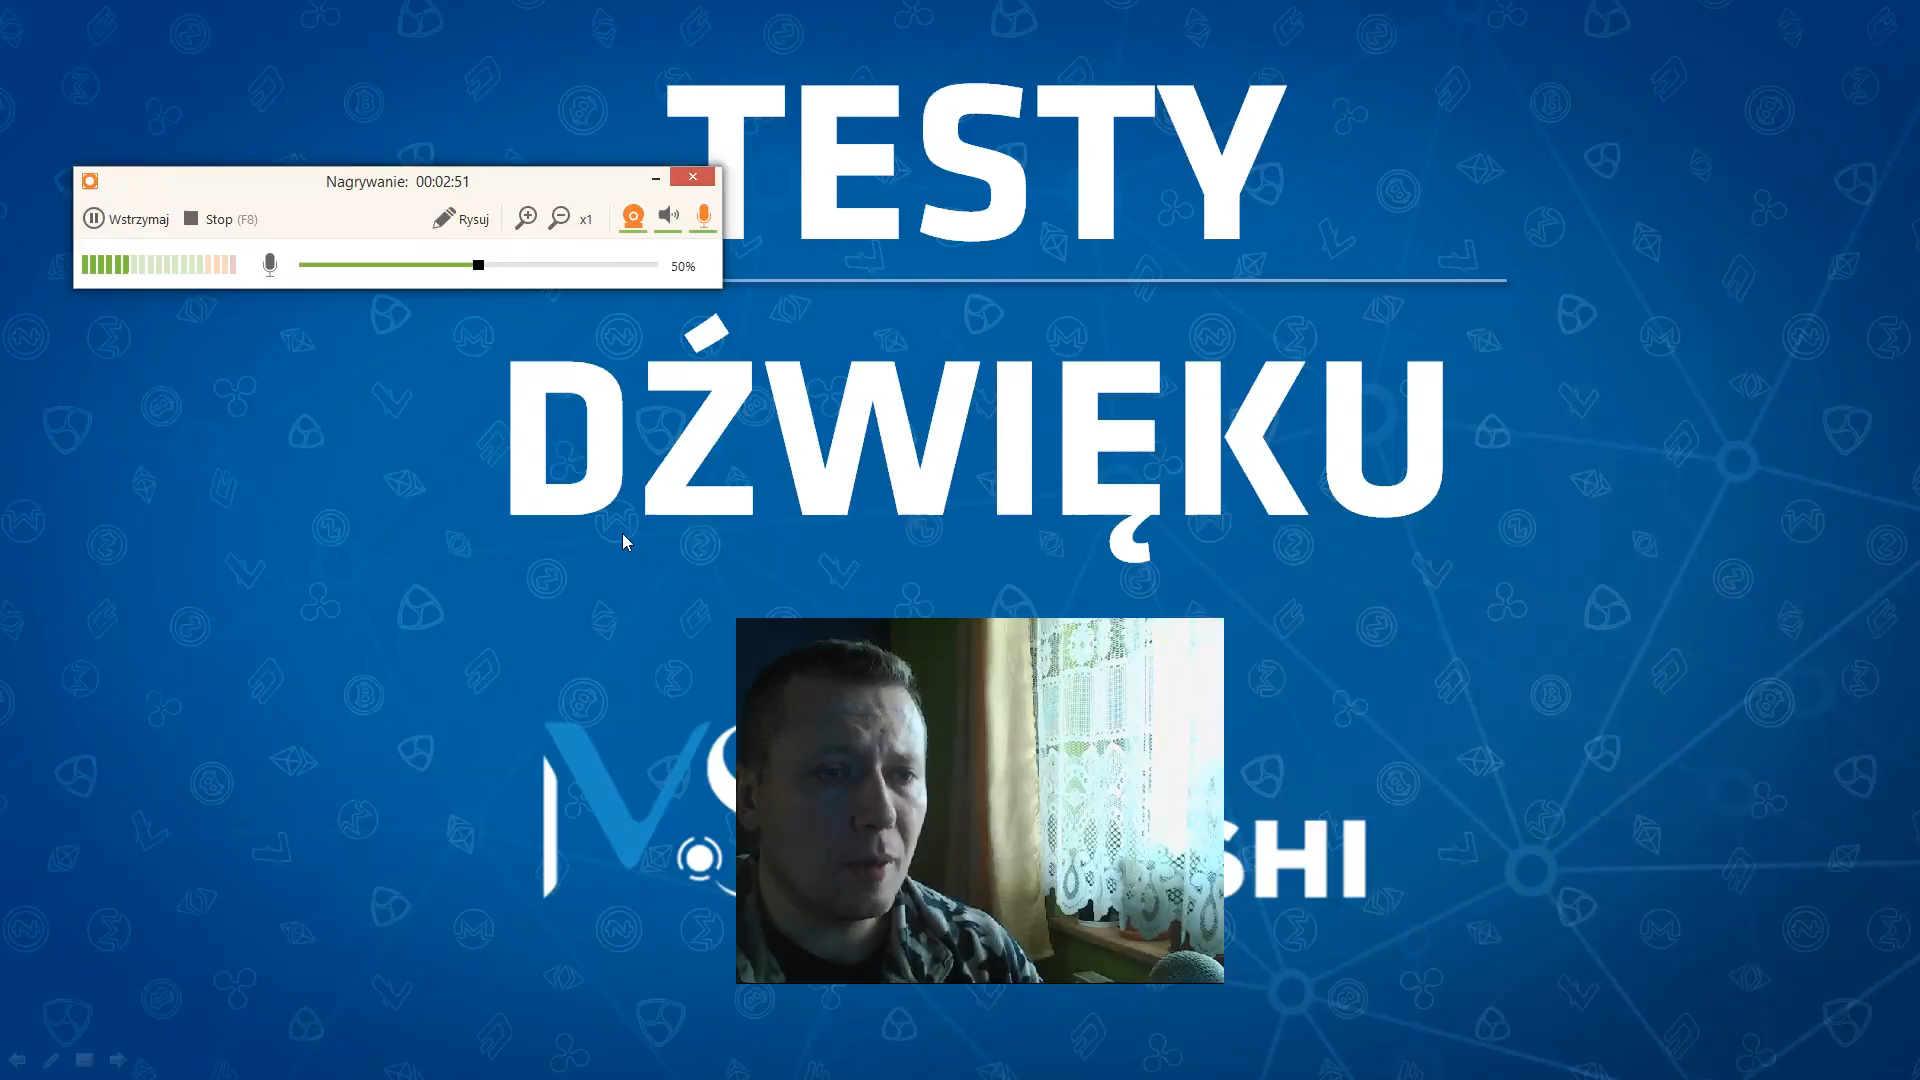 TESTY
Nagrywanie: 00:02:51
Wstrzymaj Stop (F8) Rysuj x1
50%
DŹWIĘKU
SHI